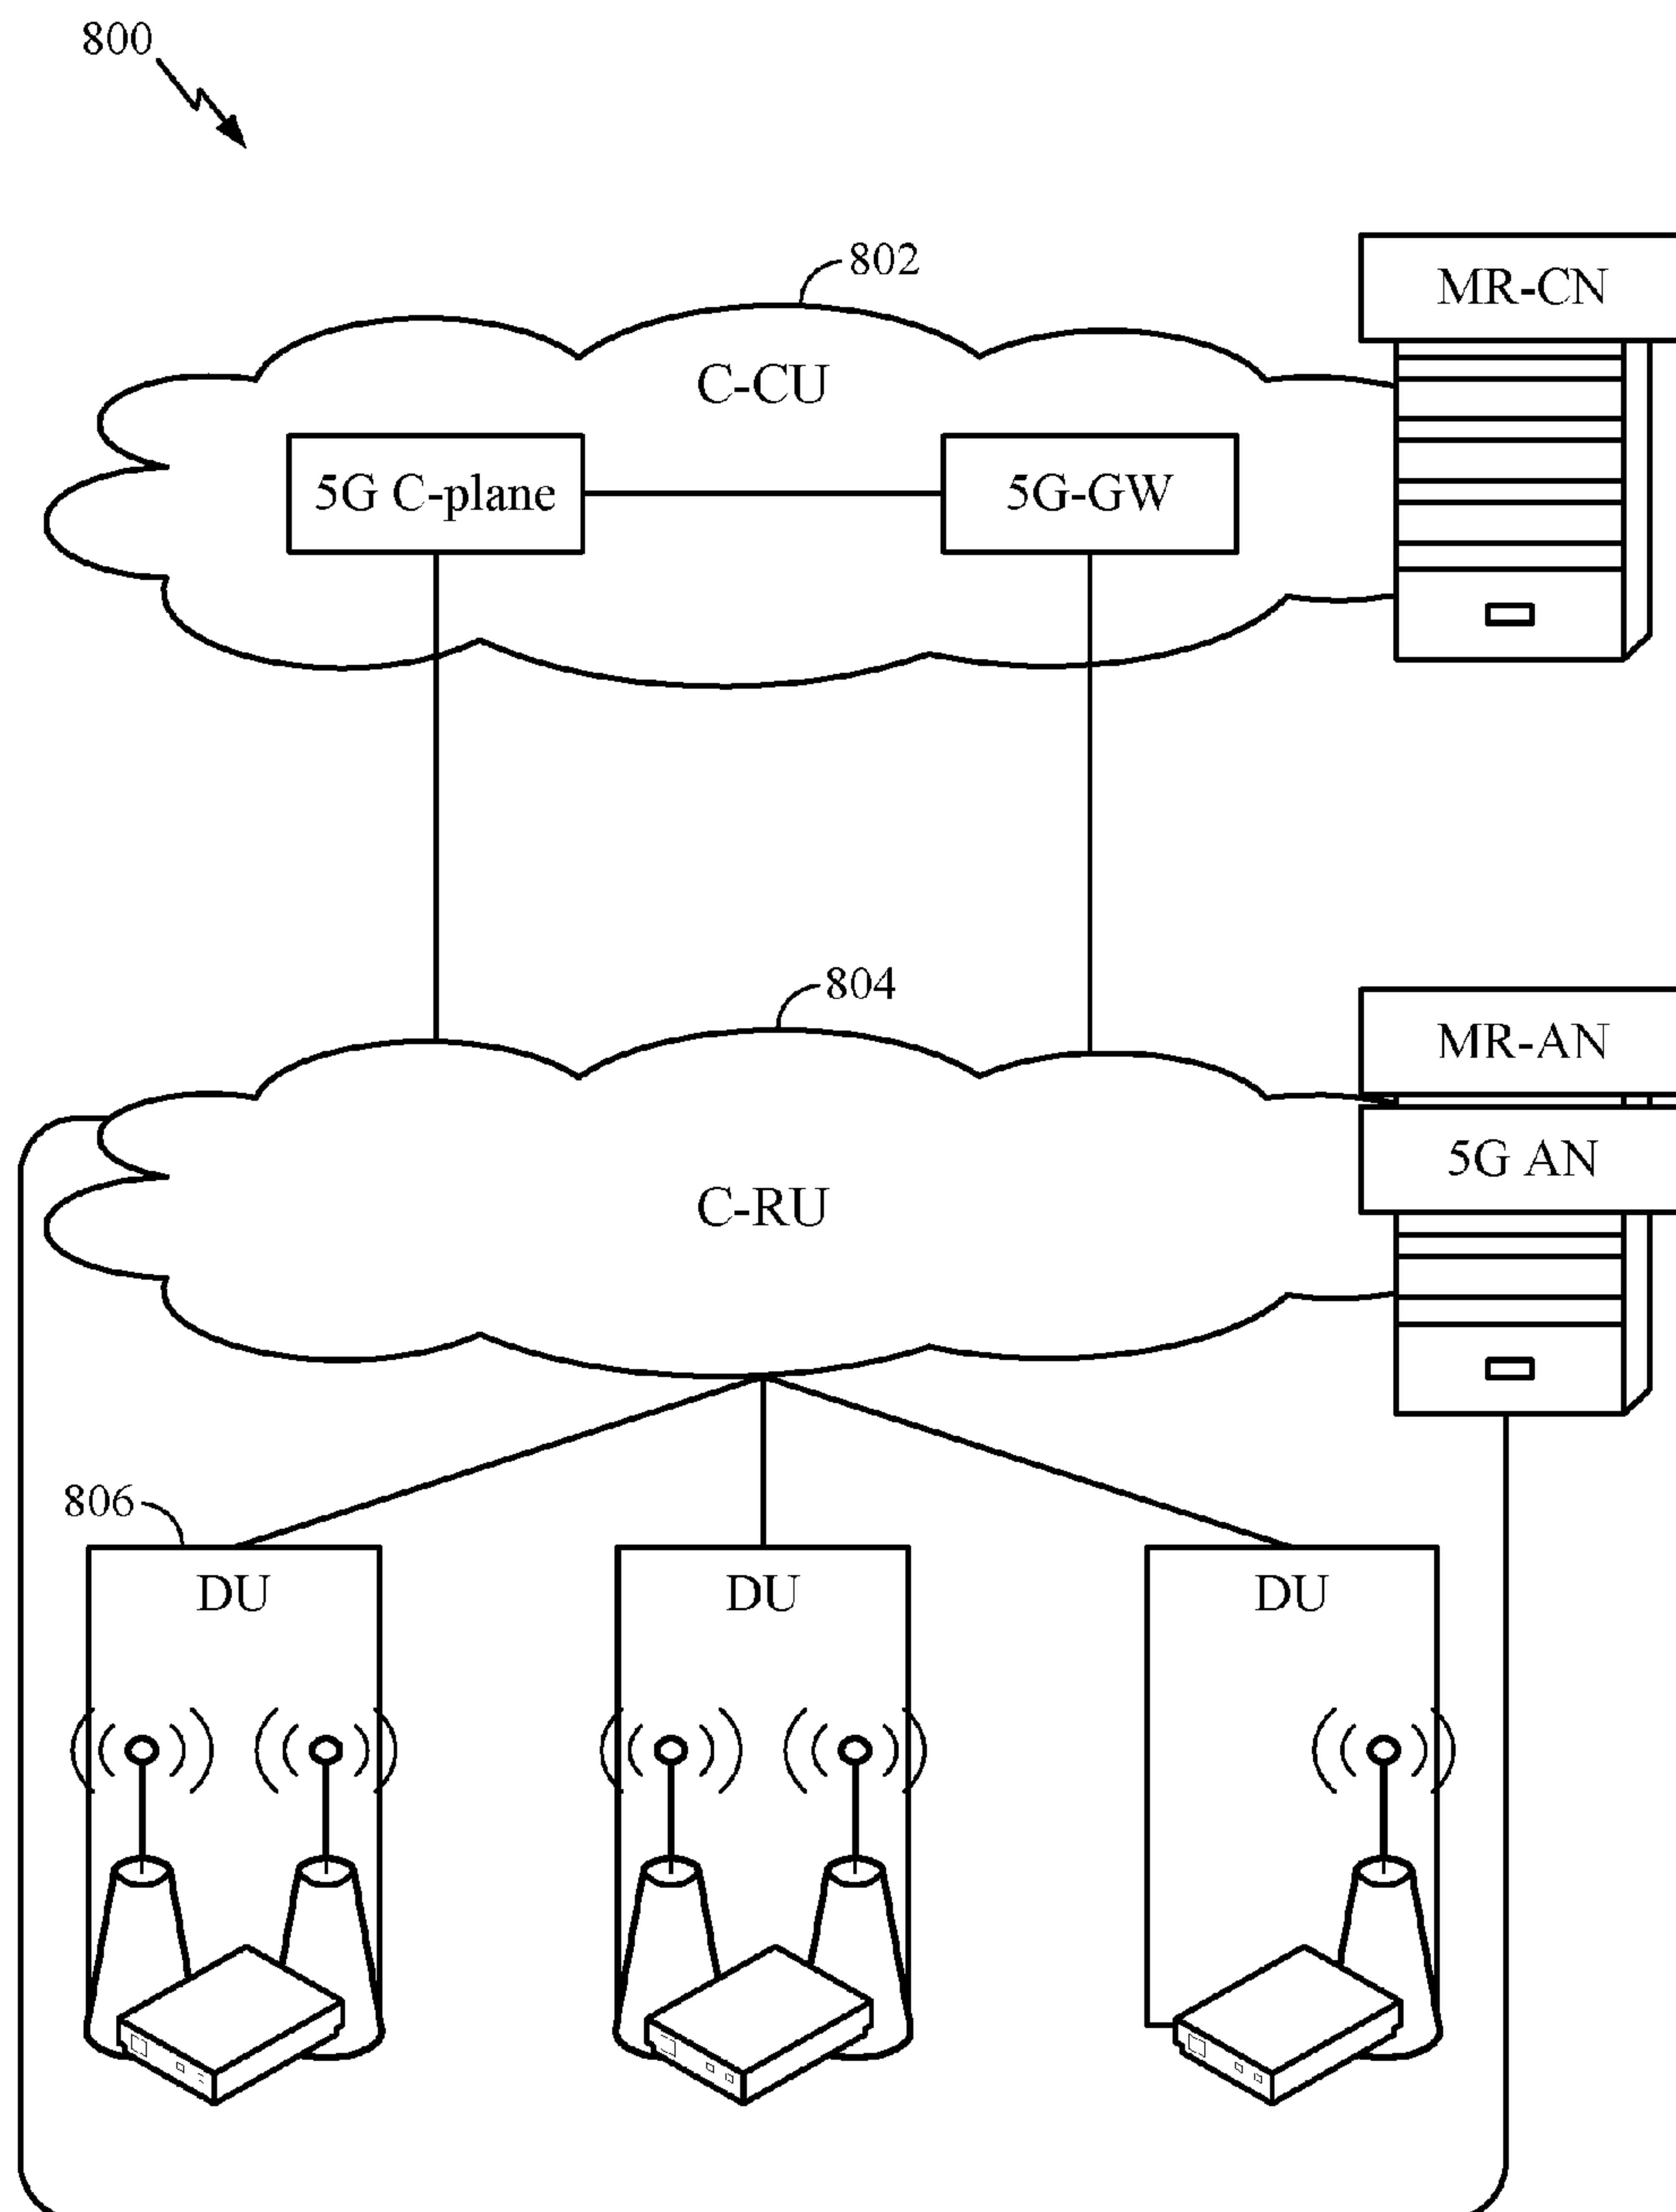 800
802
MR-CN
C-CU
5G C-plane
5G-GW
804
MR-AN
5G AN
C-RU
806
DU
DU
DU